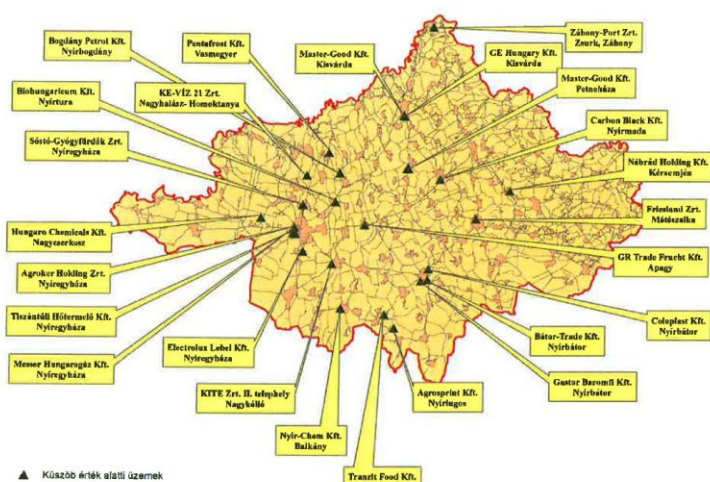 Bogdány Petrol Kft.
Nyírbogdány
Pentafrost Kft.
Vasmegyer
Master-Good Kft.
Kisvárda
GE Hungary Kft.
Kisvárda
Záhony-Port Zrt.
Zsurk, Záhony
Biohungaricum Kft.
Nyírtura
KE-VÍZ 21 Zrt.
Nagyhalász- Homoktanya
Master-Good Kft.
Petneháza
Sóstó-Gyógyfürdők Zrt.
Nyíregyháza
Carbon Black Kft.
Nyírmada
Nábrád Holding Kft.
Kérsemjén
Hungaro Chemicals Kft.
Nagycserkesz
Friesland Zrt.
Mátészalka
Agroker Holding Zrt.
Nyíregyháza
GR Trade Frucht Kft.
Apagy
Tiszántúli Hőtermelő Kft.
Nyíregyháza
Coloplast Kft.
Nyírbátor
Messer Hungarogáz Kft.
Nyíregyháza
Electrolux Lehel Kft.
Nyíregyháza
Bátor-Trade Kft.
Nyírbátor
KITE Zrt. II. telephely
Nagykálló
Agrosprint Kft.
Nyírlugos
Gastor Baromfi Kft.
Nyírbátor
Nyír-Chem Kft.
Balkány
Tranzit Food Kft.
Küszöb érték alatti üzemek